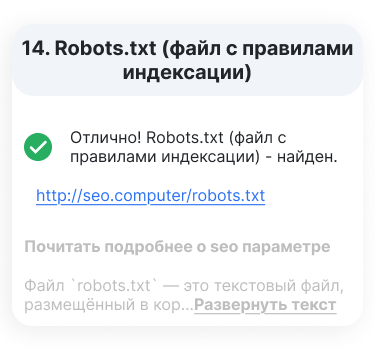 14. Robots.txt (файл с правилами
индексации)
Отлично! Robots.txt (файл с
правилами индексации) - найден.
http://seo.computer/robots.txt
Почитать подробнее о seo параметре
Файл `robots.txt` — это текстовый файл,
размещённый в кор...Развернуть текст